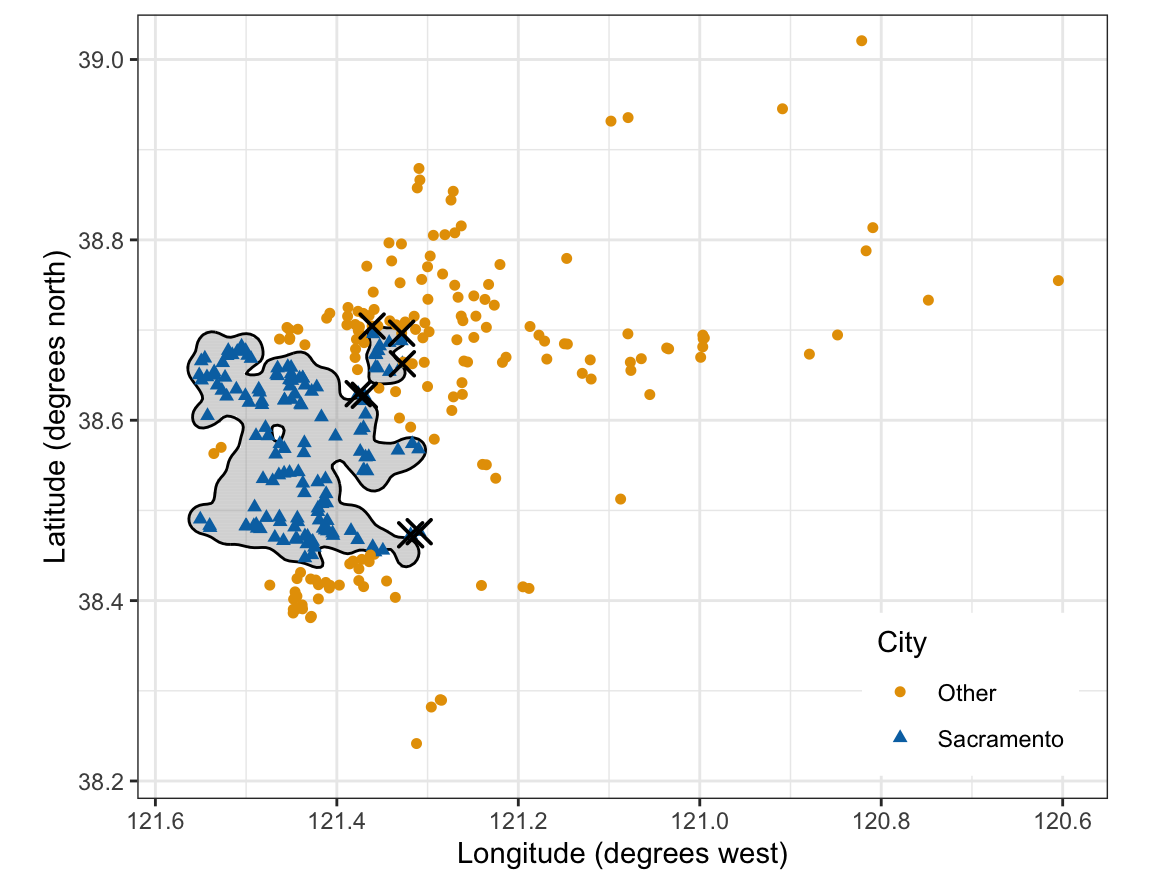 39.0
38.8
38.6
38.4
38.2
Latitude (degrees north)
121.6 121.4 121.2 121.0 120.8 120.6
Longitude (degrees west)
City
Other
Sacramento